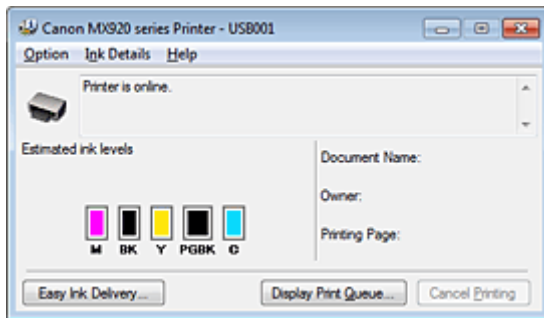 Canon MX920 series Printer - USB001
Option Ink Details Help
Printer is online.
Estimated ink levels
Document Name:
Owner:
Printing Page:
M BK Y PGBK C
Easy Ink Delivery... Display Print Queue... Cancel Printing